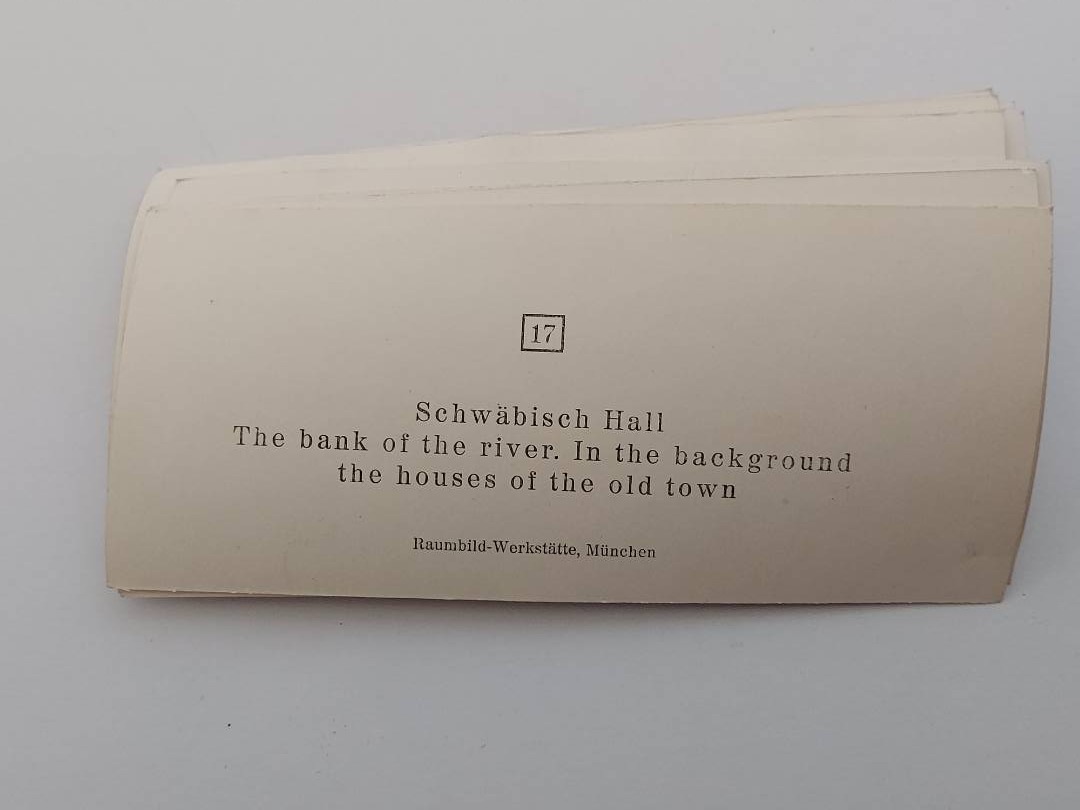 17
Schwäbisch Hall
The bank of the river. In the background
the houses of the old town
Raumbild-Werkstätte, München